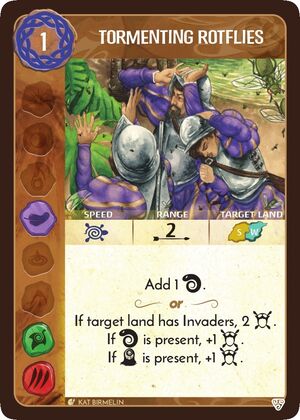 1
TORMENTING ROTFLIES
SPEED RANGE TARGET LAND
2 S W
Add 1 .
or
If target land has Invaders, 2 .
If is present, +1 .
If is present, +1 .
KAT BIRMELIN